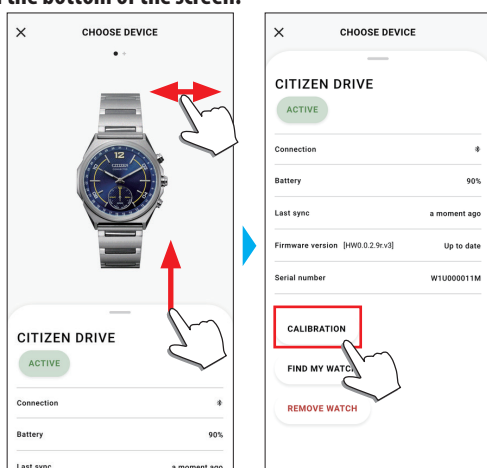 the bottom of the screen.
CHOOSE DEVICE
12
CITIZEN
CITIZEN DRIVE
ACTIVE
Connection
Battery 90%
Last sync a moment ago
CHOOSE DEVICE
CITIZEN DRIVE
ACTIVE
Connection
Battery 90%
Last sync a moment ago
Firmware version [HW0.0.2.9r.v3] Up to date
Serial number W1U000011M
CALIBRATION
FIND MY WATCH
REMOVE WATCH